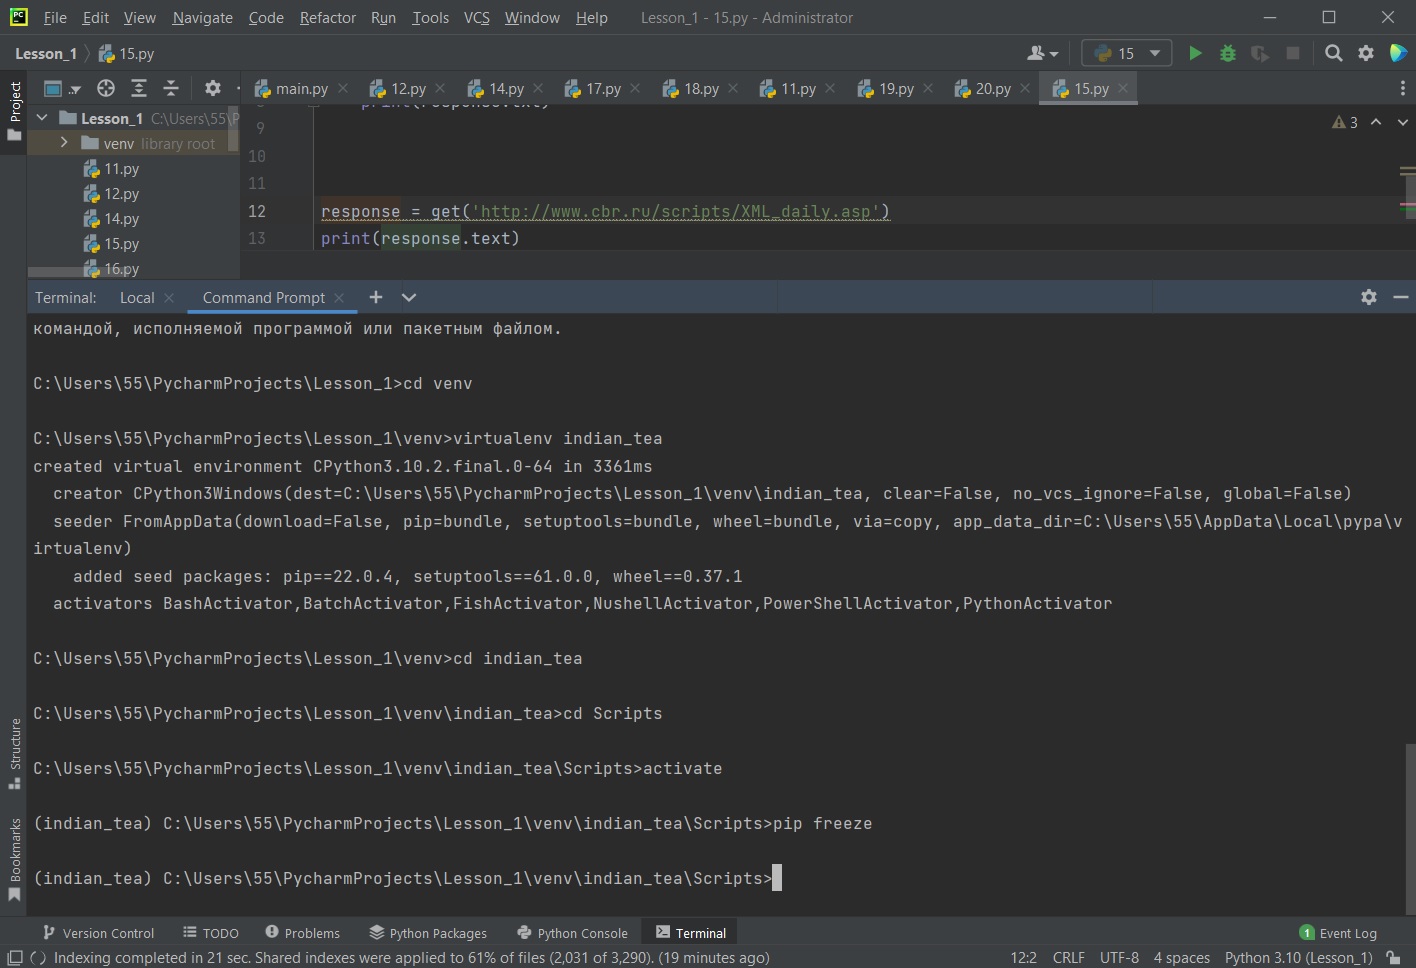 PC File Edit View Navigate Code Refactor Run Tools VCS Window Help Lesson_1 - 15.py - Administrator
Lesson_1 15.py 15
main.py 12.py 14.py 17.py 18.py 11.py 19.py 20.py 15.py
Project
Lesson_1 C:\Users\55\P
venv library root
11.py
12.py
14.py
15.py
16.py
print(response.text)
9
10
11
12 response = get('http://www.cbr.ru/scripts/XML_daily.asp')
13 print(response.text)
3
Terminal: Local Command Prompt
командой, исполняемой программой или пакетным файлом.
C:\Users\55\PycharmProjects\Lesson_1>cd venv
C:\Users\55\PycharmProjects\Lesson_1\venv>virtualenv indian_tea
created virtual environment CPython3.10.2.final.0-64 in 3361ms
creator CPython3Windows(dest=C:\Users\55\PycharmProjects\Lesson_1\venv\indian_tea, clear=False, no_vcs_ignore=False, global=False)
seeder FromAppData(download=False, pip=bundle, setuptools=bundle, wheel=bundle, via=copy, app_data_dir=C:\Users\55\AppData\Local\pypa\v
irtualenv)
added seed packages: pip==22.0.4, setuptools==61.0.0, wheel==0.37.1
activators BashActivator,BatchActivator,FishActivator,NushellActivator,PowerShellActivator,PythonActivator
C:\Users\55\PycharmProjects\Lesson_1\venv>cd indian_tea
C:\Users\55\PycharmProjects\Lesson_1\venv\indian_tea>cd Scripts
C:\Users\55\PycharmProjects\Lesson_1\venv\indian_tea\Scripts>activate
(indian_tea) C:\Users\55\PycharmProjects\Lesson_1\venv\indian_tea\Scripts>pip freeze
(indian_tea) C:\Users\55\PycharmProjects\Lesson_1\venv\indian_tea\Scripts>
Structure
Bookmarks
Version Control TODO Problems Python Packages Python Console Terminal 1 Event Log
Indexing completed in 21 sec. Shared indexes were applied to 61% of files (2,031 of 3,290). (19 minutes ago) 12:2 CRLF UTF-8 4 spaces Python 3.10 (Lesson_1)